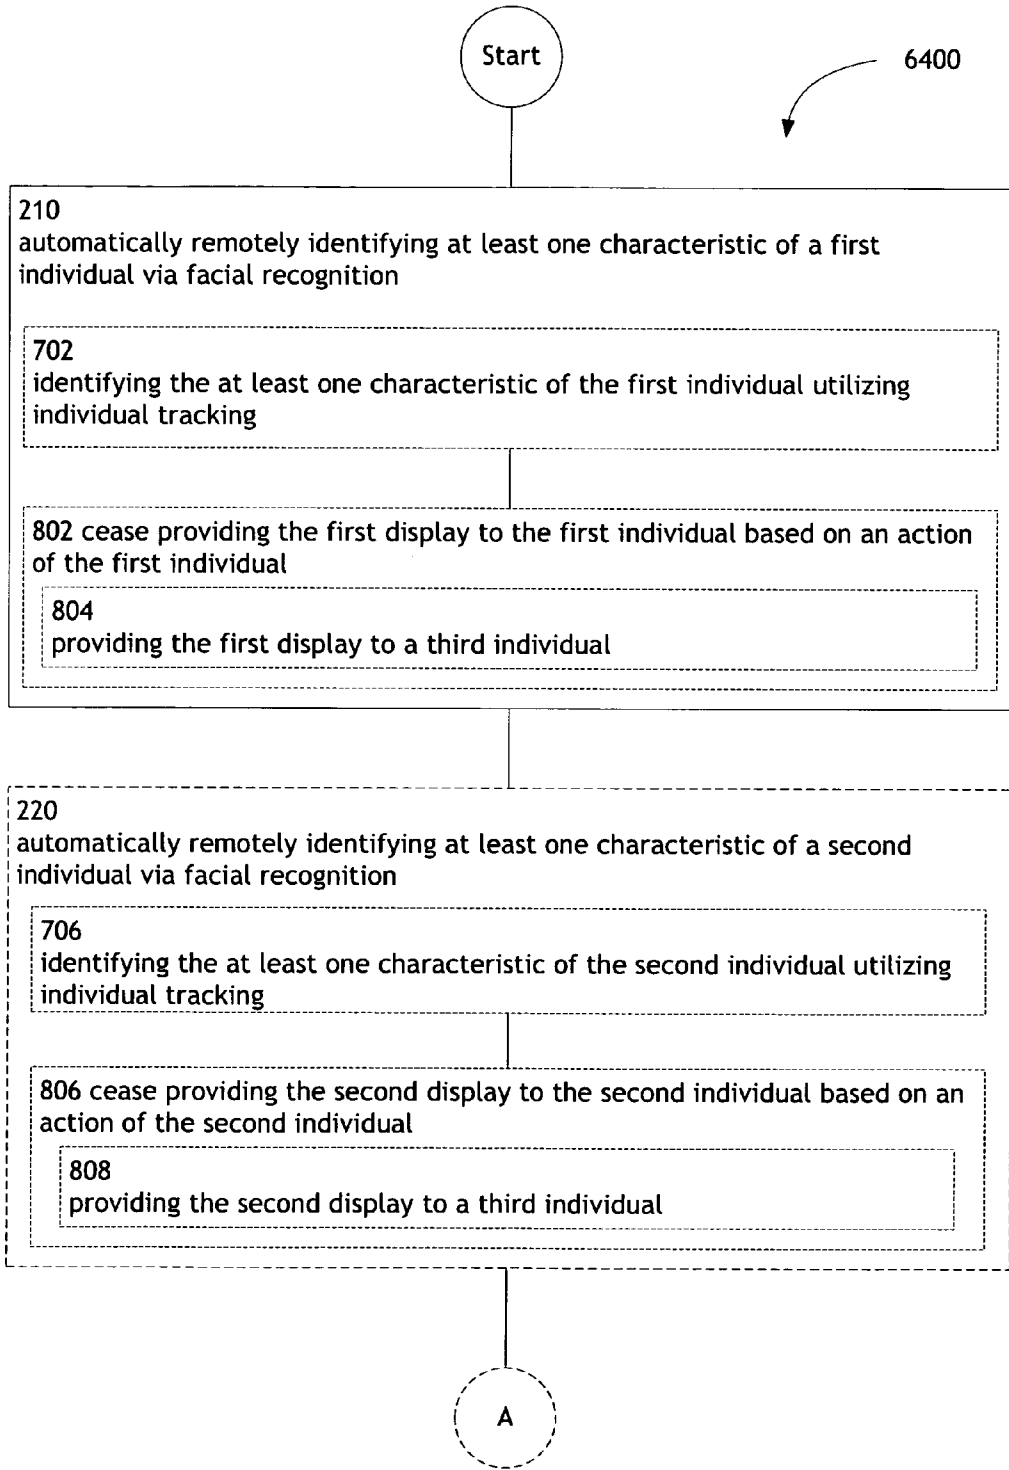 Start
6400
210
automatically remotely identifying at least one characteristic of a first
individual via facial recognition
702
identifying the at least one characteristic of the first individual utilizing
individual tracking
802 cease providing the first display to the first individual based on an action
of the first individual
804
providing the first display to a third individual
220
automatically remotely identifying at least one characteristic of a second
individual via facial recognition
706
identifying the at least one characteristic of the second individual utilizing
individual tracking
806 cease providing the second display to the second individual based on an
action of the second individual
808
providing the second display to a third individual
A